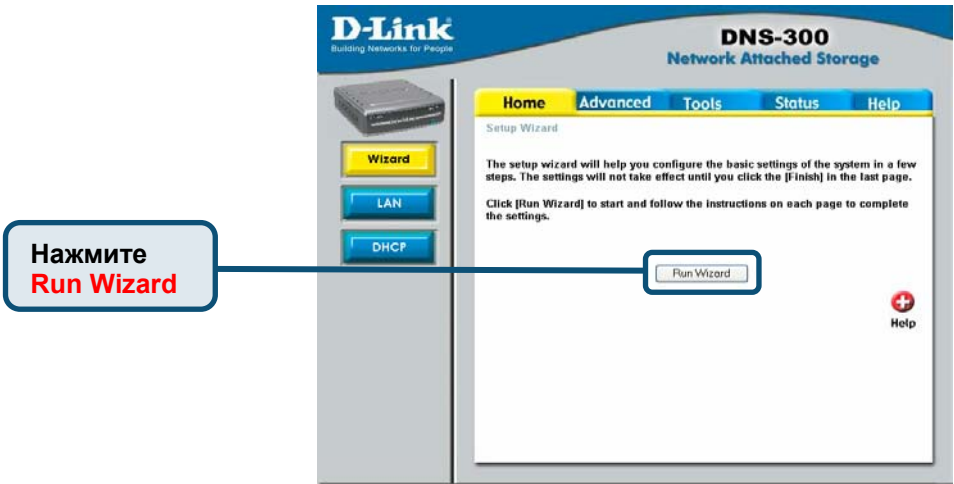 D-Link
Building Networks for People
DNS-300
Network Attached Storage
Home Advanced Tools Status Help
Setup Wizard
Wizard
LAN
DHCP
The setup wizard will help you configure the basic settings of the system in a few
steps. The settings will not take effect until you click the [Finish] in the last page.
Click [Run Wizard] to start and follow the instructions on each page to complete
the settings.
Нажмите
Run Wizard
Run Wizard
Help